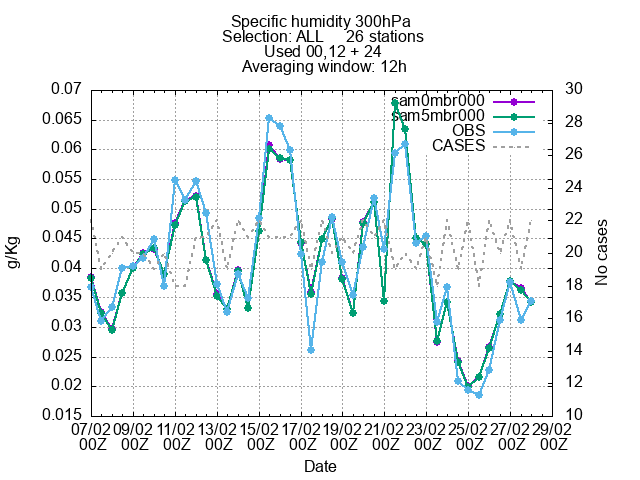 Specific humidity 300hPa
Selection: ALL 26 stations
Used 00,12 + 24
Averaging window: 12h
sam0mbr000
sam5mbr000
OBS
CASES
g/Kg
0.07
0.065
0.06
0.055
0.05
0.045
0.04
0.035
0.03
0.025
0.02
0.015
No cases
30
28
26
24
22
20
18
16
14
12
10
07/02 09/02 11/02 13/02 15/02 17/02 19/02 21/02 23/02 25/02 27/02 29/02
00Z 00Z 00Z 00Z 00Z 00Z 00Z 00Z 00Z 00Z 00Z 00Z
Date